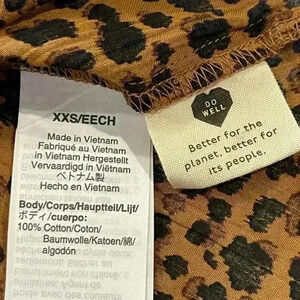 XXS/EECH
Made in Vietnam
Fabriqué au Vietnam
in Vietnam Hergestellt
Vervaardigd in Viëtnam
ベトナム製
Hecho en Vietnam
Body/Corps/Hauptteil/Lijf/
ボディ/cuerpo:
100% Cotton/Coton/
Baumwolle/Katoen/綿/
algodón
DO
WELL
Better for the
planet, better for
its people.